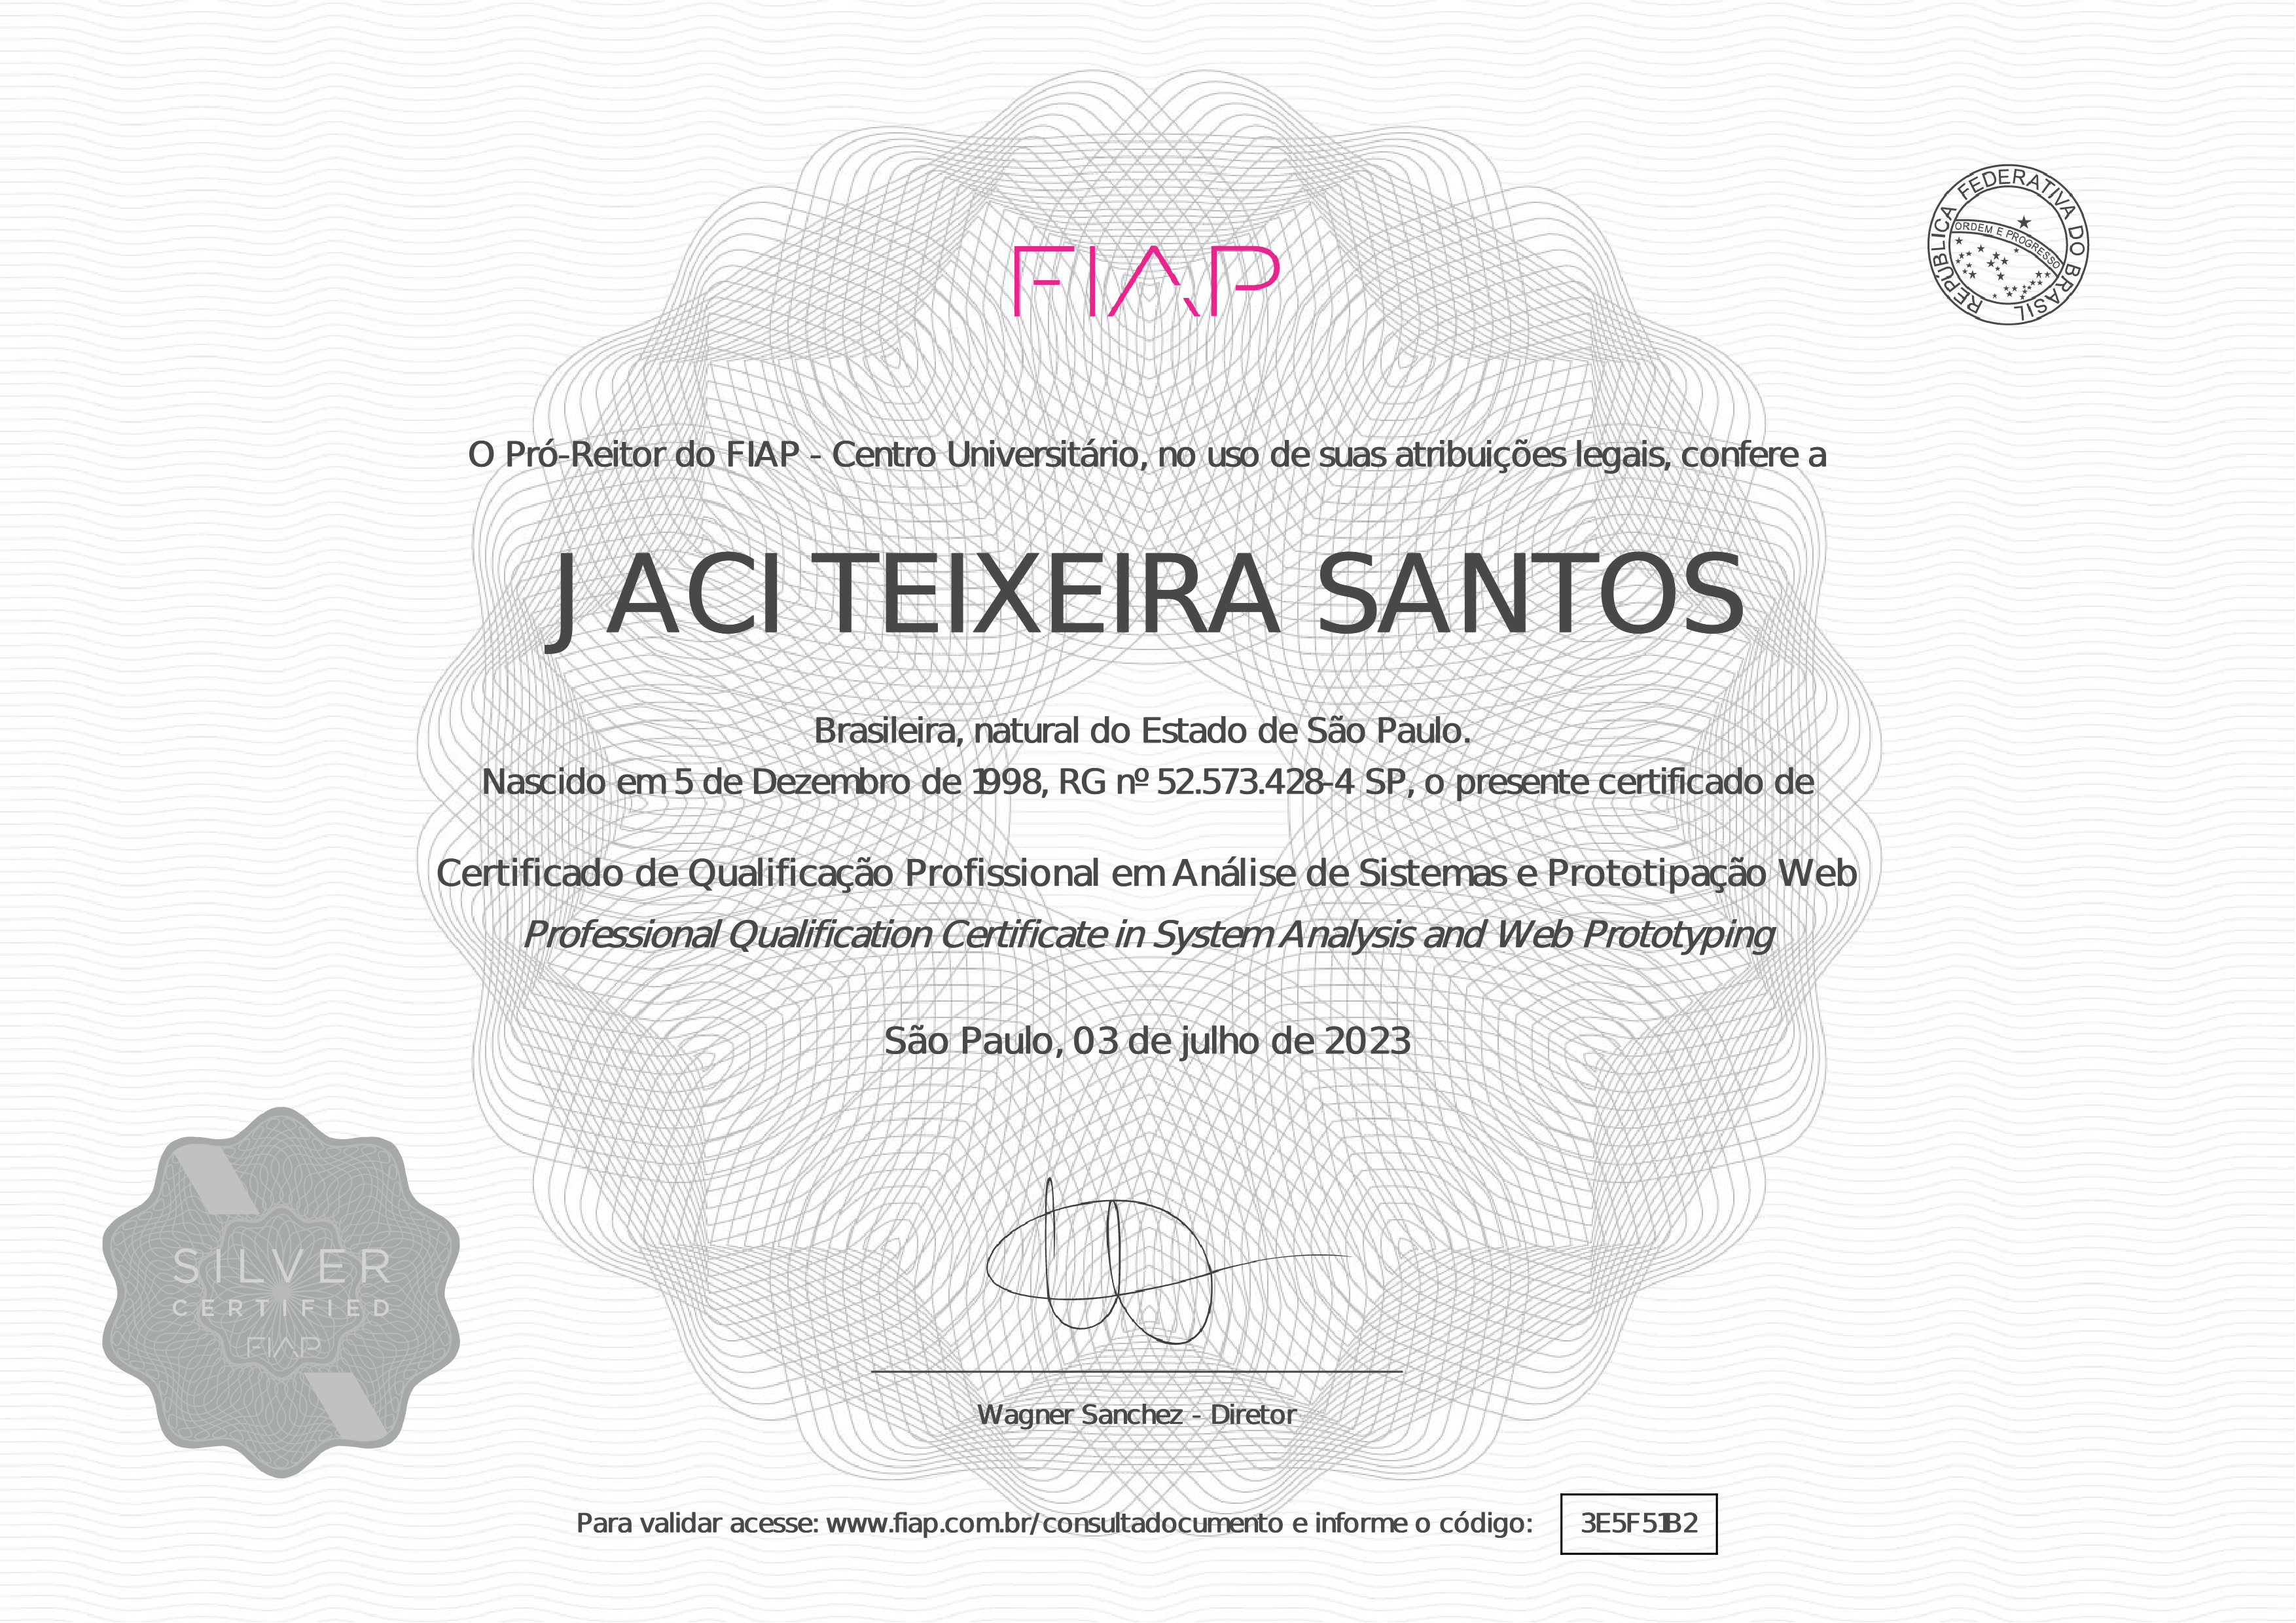 FIAP
REPÚBLICA FEDERATIVA DO BRASIL
ORDEM E PROGRESSO
O Pró-Reitor do FIAP - Centro Universitário, no uso de suas atribuições legais, confere a
JACI TEIXEIRA SANTOS
Brasileira, natural do Estado de São Paulo.
Nascido em 5 de Dezembro de 1998, RG nº 52.573.428-4 SP, o presente certificado de
Certificado de Qualificação Profissional em Análise de Sistemas e Prototipação Web
Professional Qualification Certificate in System Analysis and Web Prototyping
São Paulo, 03 de julho de 2023
SILVER
CERTIFIED
FIAP
Wagner Sanchez - Diretor
Para validar acesse: www.fiap.com.br/consultadocumento e informe o código: 3E5F51B2